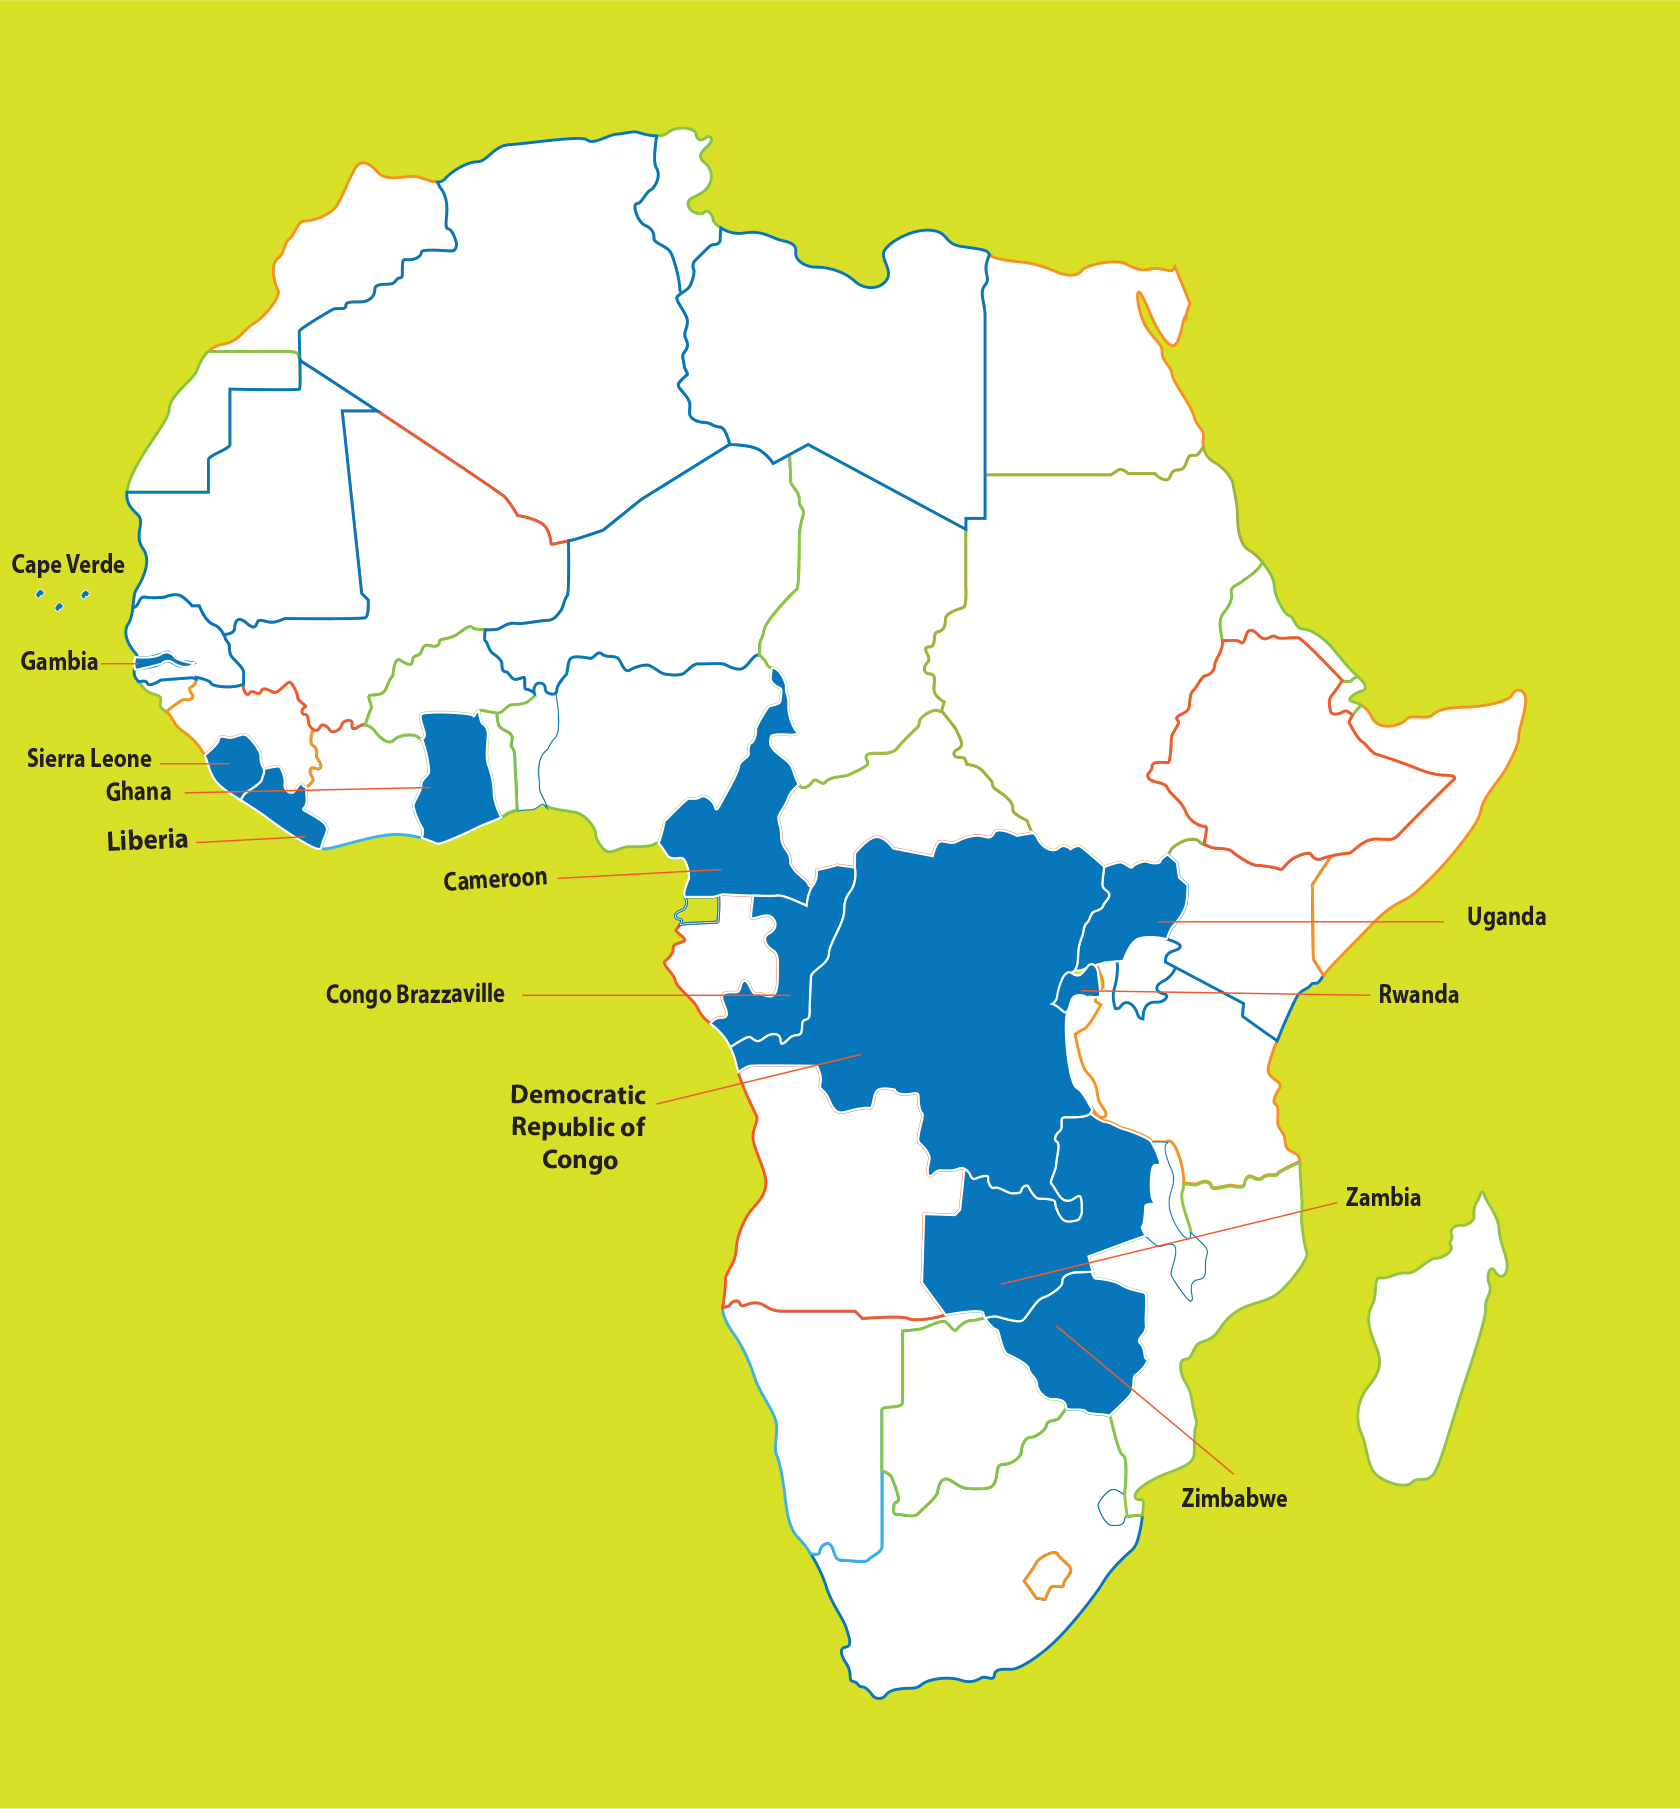 Cape Verde
Gambia
Sierra Leone
Ghana
Liberia
Cameroon
Uganda
Congo Brazzaville
Rwanda
Democratic
Republic of
Congo
Zambia
Zimbabwe